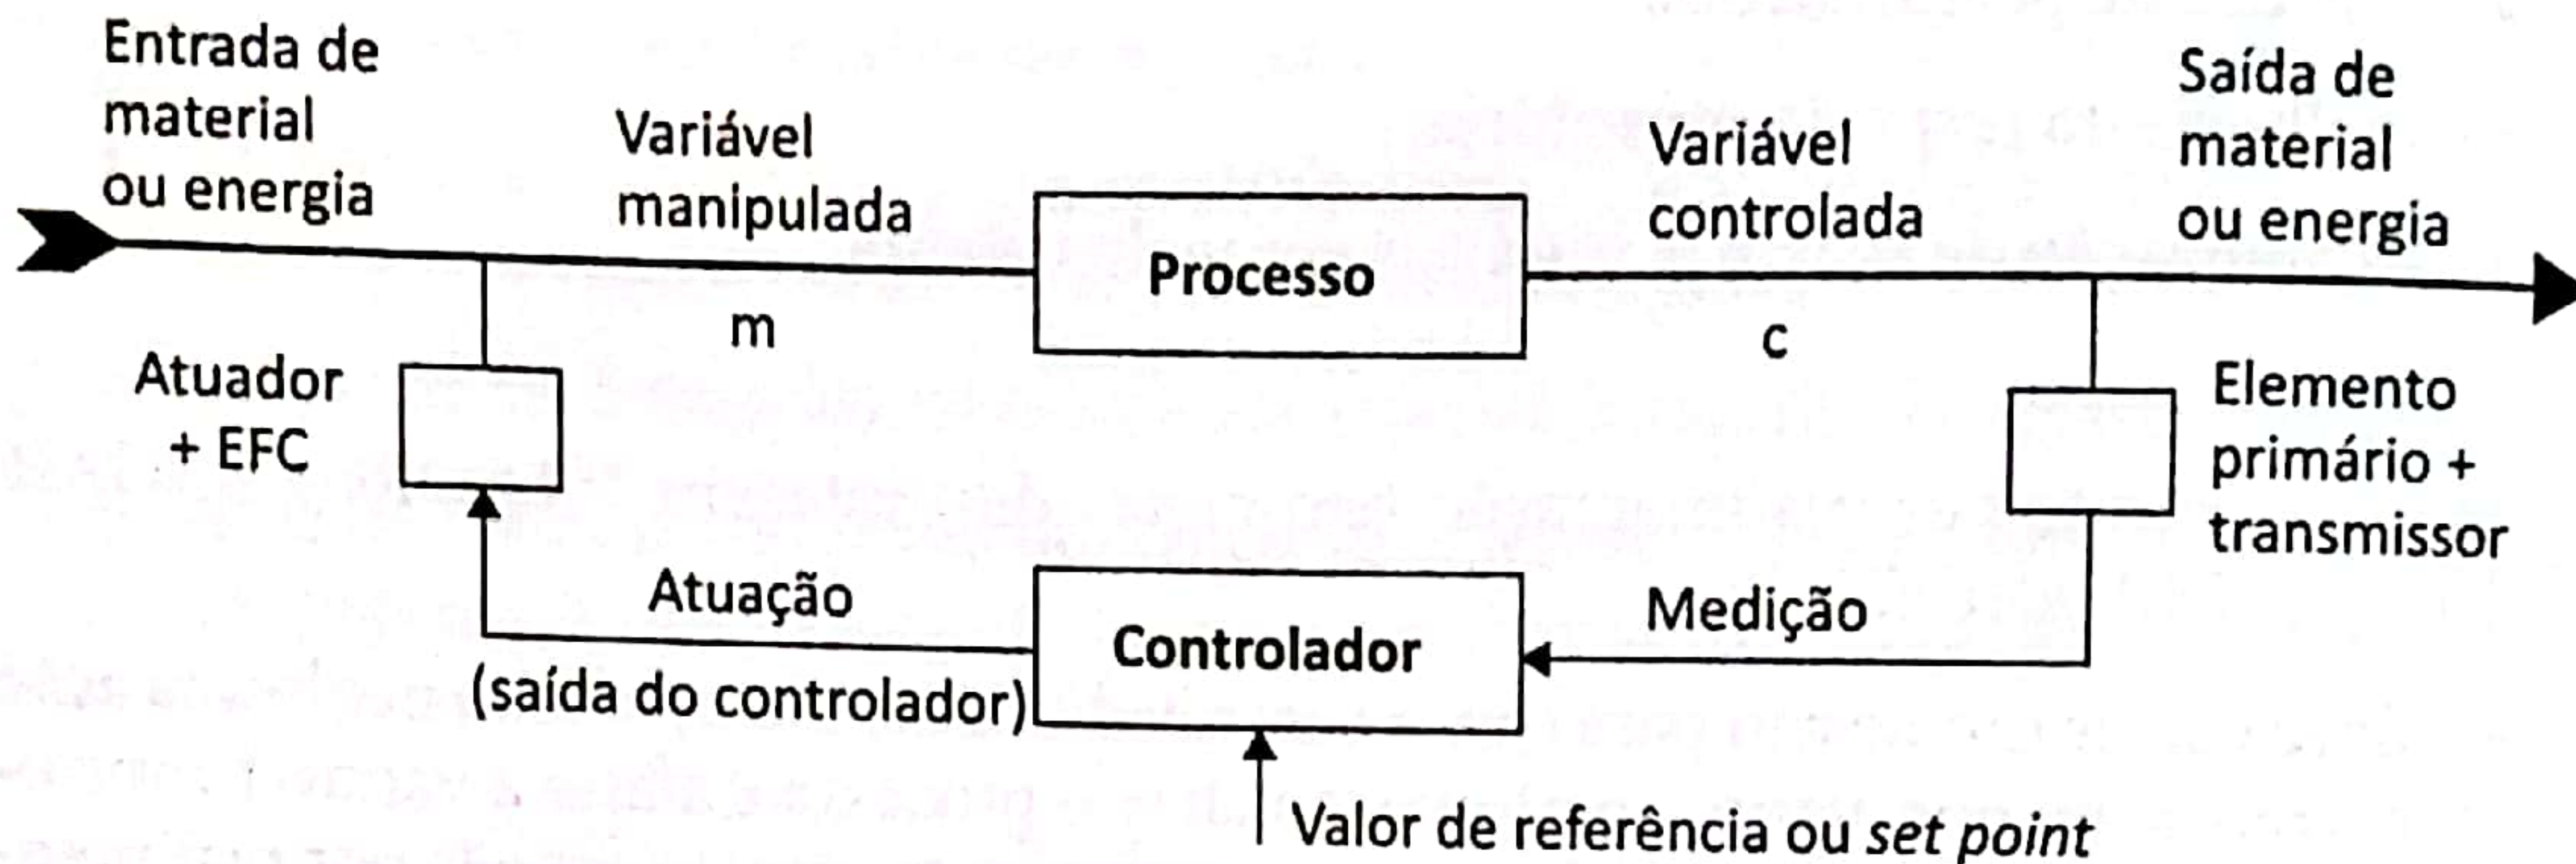 Entrada de
material
ou energia
Variável
manipulada
m
Processo
Variável
controlada
c
Saída de
material
ou energia
Atuador
+ EFC
Elemento
primário +
transmissor
Atuação
(saída do controlador)
Controlador
Medição
Valor de referência ou set point